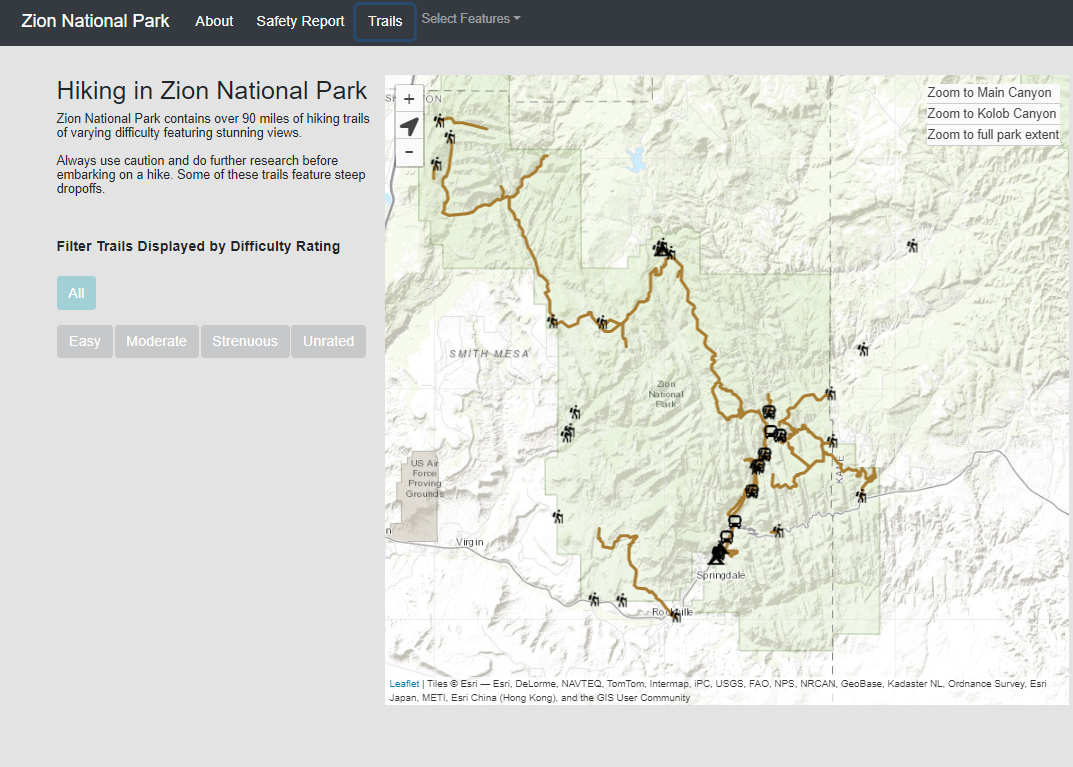 Zion National Park About Safety Report Trails Select Features
Hiking in Zion National Park
Zion National Park contains over 90 miles of hiking trails
of varying difficulty featuring stunning views.
Always use caution and do further research before
embarking on a hike. Some of these trails feature steep
dropoffs.
Filter Trails Displayed by Difficulty Rating
All
Easy Moderate Strenuous Unrated
+
-
Zoom to Main Canyon
Zoom to Kolob Canyon
Zoom to full park extent
SMITH MESA
Zion
National
Park
US Air
Force
Proving
Grounds
KANE
Virgin
Springdale
Leaflet | Tiles © Esri — Esri, DeLorme, NAVTEQ, TomTom, Intermap, iPC, USGS, FAO, NPS, NRCAN, GeoBase, Kadaster NL, Ordnance Survey, Esri
Japan, METI, Esri China (Hong Kong), and the GIS User Community